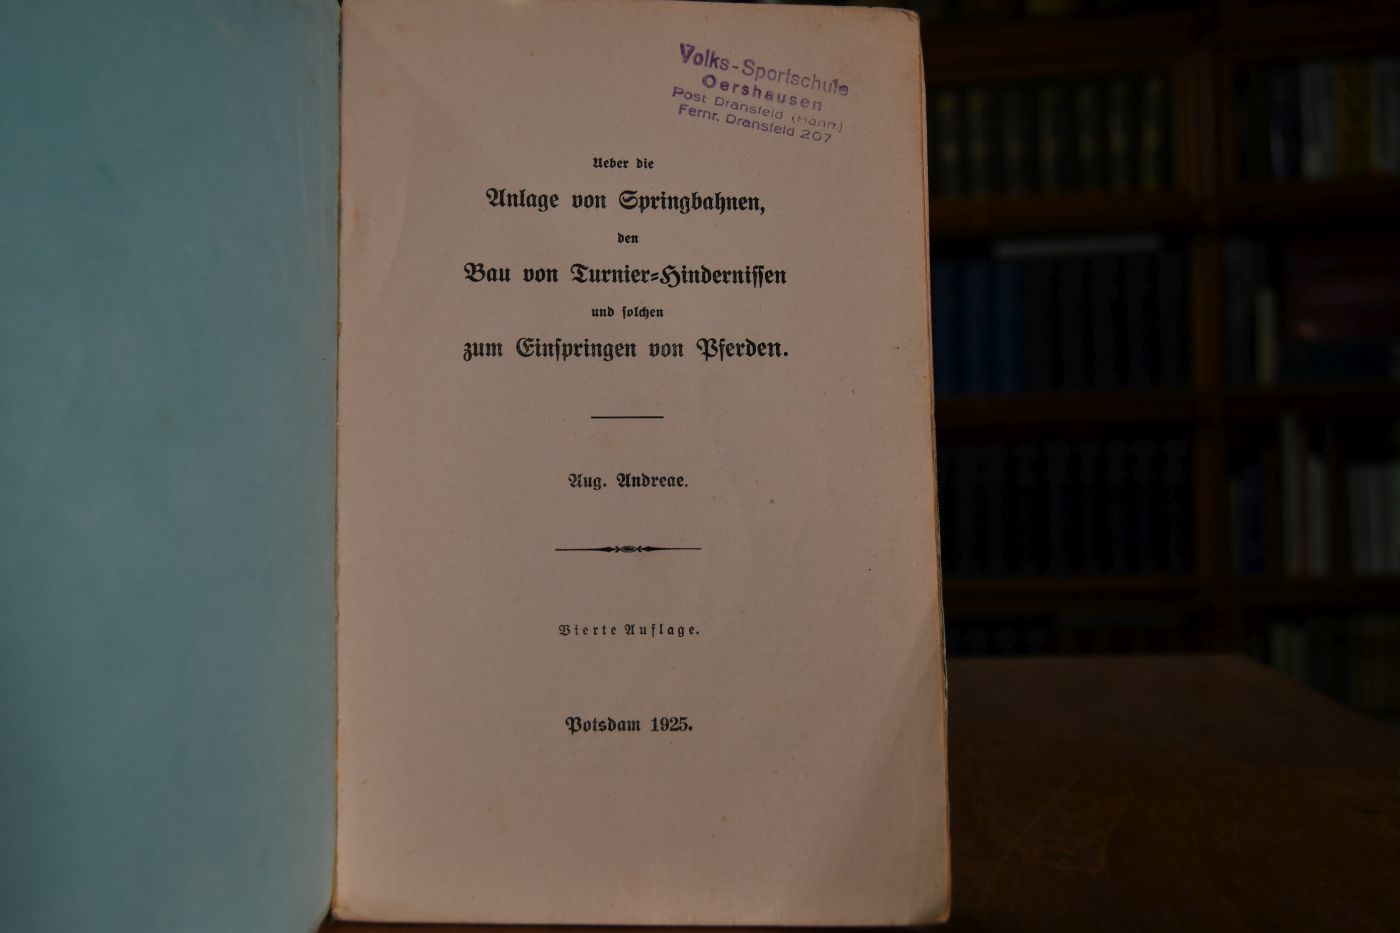 Volks-Sportschule
Oershausen
Post Dransfeld (Hann.)
Fernr. Dransfeld 207
Ueber die
Anlage von Springbahnen,
den
Bau von Turnier=Hindernissen
und solchen
zum Einspringen von Pferden.
Aug. Andreae.
Vierte Auflage.
Potsdam 1925.